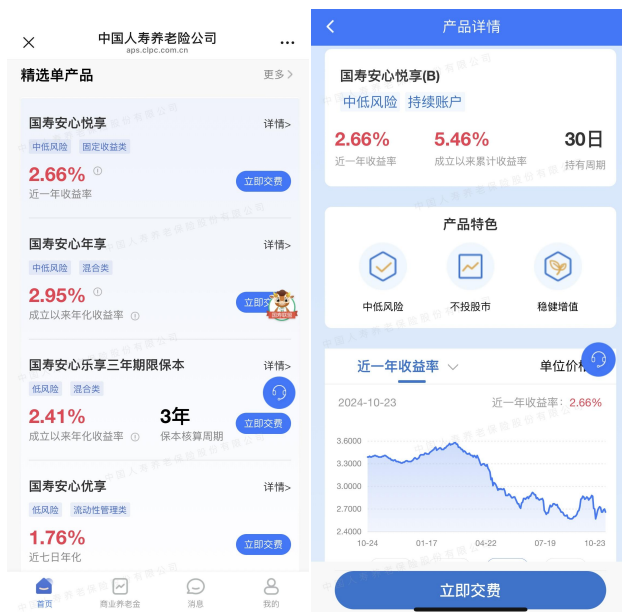 中国人寿养老险公司
aps.clpc.com.cn
精选单产品
更多
国寿安心悦享
详情>
中低风险 固定收益类
2.66%
立即交费
近一年收益率
国寿安心年享
详情>
中低风险 混合类
2.95%
立即交
成立以来年化收益率
国寿安心乐享三年期限保本
详情>
低风险 混合类
2.41%
3年
立即交费
成立以来年化收益率
保本核算周期
国寿安心优享
详情>
低风险 流动性管理类
1.76%
立即交费
近七日年化
首页 商业养老金 消息 我的
产品详情
国寿安心悦享(B)
中低风险 持续账户
2.66% 5.46% 30日
近一年收益率 成立以来累计收益率 持有周期
产品特色
中低风险 不投股市 稳健增值
近一年收益率 单位价
2024-10-23 近一年收益率: 2.66%
3.6000
3.3000
3.0000
2.7000
2.4000
10-24 01-17 04-22 07-19 10-23
立即交费